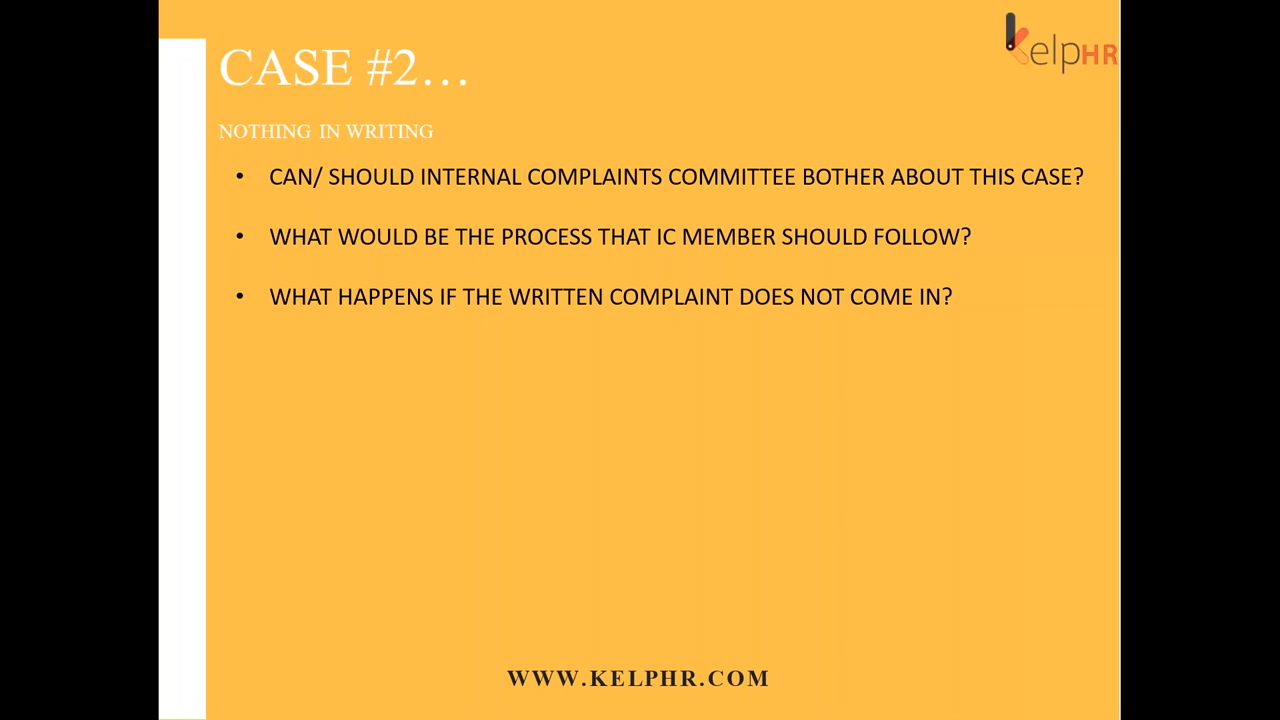 CASE #2...
kelpHR
NOTHING IN WRITING
• CAN/ SHOULD INTERNAL COMPLAINTS COMMITTEE BOTHER ABOUT THIS CASE?
• WHAT WOULD BE THE PROCESS THAT IC MEMBER SHOULD FOLLOW?
• WHAT HAPPENS IF THE WRITTEN COMPLAINT DOES NOT COME IN?
WWW.KELPHR.COM